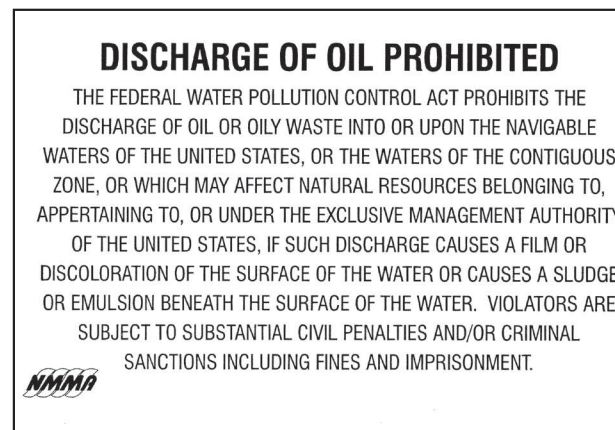 DISCHARGE OF OIL PROHIBITED
THE FEDERAL WATER POLLUTION CONTROL ACT PROHIBITS THE
DISCHARGE OF OIL OR OILY WASTE INTO OR UPON THE NAVIGABLE
WATERS OF THE UNITED STATES, OR THE WATERS OF THE CONTIGUOUS
ZONE, OR WHICH MAY AFFECT NATURAL RESOURCES BELONGING TO,
APPERTAINING TO, OR UNDER THE EXCLUSIVE MANAGEMENT AUTHORITY
OF THE UNITED STATES, IF SUCH DISCHARGE CAUSES A FILM OR
DISCOLORATION OF THE SURFACE OF THE WATER OR CAUSES A SLUDGE
OR EMULSION BENEATH THE SURFACE OF THE WATER. VIOLATORS ARE
SUBJECT TO SUBSTANTIAL CIVIL PENALTIES AND/OR CRIMINAL
SANCTIONS INCLUDING FINES AND IMPRISONMENT.
NMMA